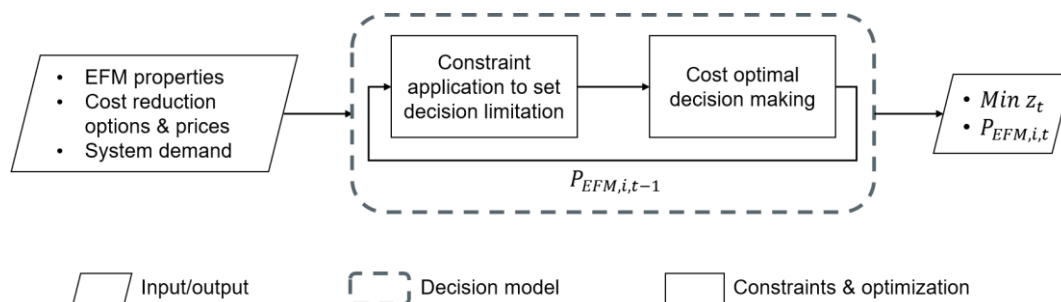 • EFM properties
• Cost reduction
options & prices
• System demand
Constraint
application to set
decision limitation
Cost optimal
decision making
P_{EFM,i,t−1}
• Min z_t
• P_{EFM,i,t}
Input/output
Decision model
Constraints & optimization